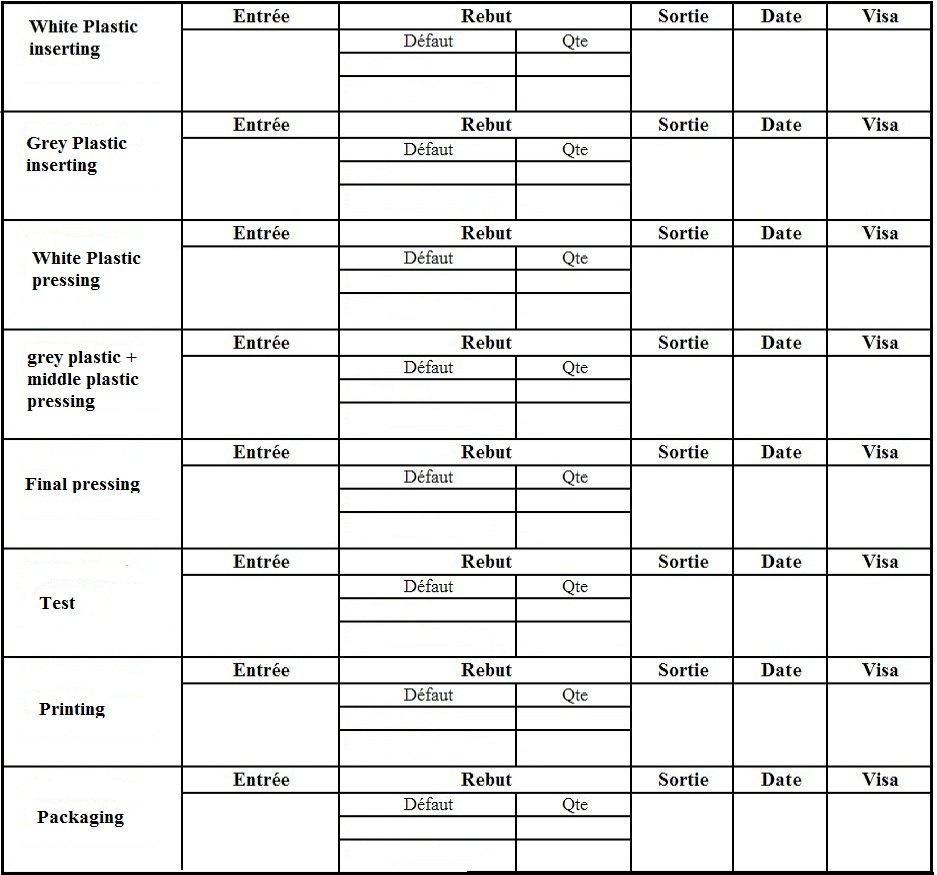 White Plastic
inserting
Entrée Rebut Sortie Date Visa
Défaut Qte
Grey Plastic
inserting
Entrée Rebut Sortie Date Visa
Défaut Qte
White Plastic
pressing
Entrée Rebut Sortie Date Visa
Défaut Qte
grey plastic +
middle plastic
pressing
Entrée Rebut Sortie Date Visa
Défaut Qte
Final pressing
Entrée Rebut Sortie Date Visa
Défaut Qte
Test
Entrée Rebut Sortie Date Visa
Défaut Qte
Printing
Entrée Rebut Sortie Date Visa
Défaut Qte
Packaging
Entrée Rebut Sortie Date Visa
Défaut Qte